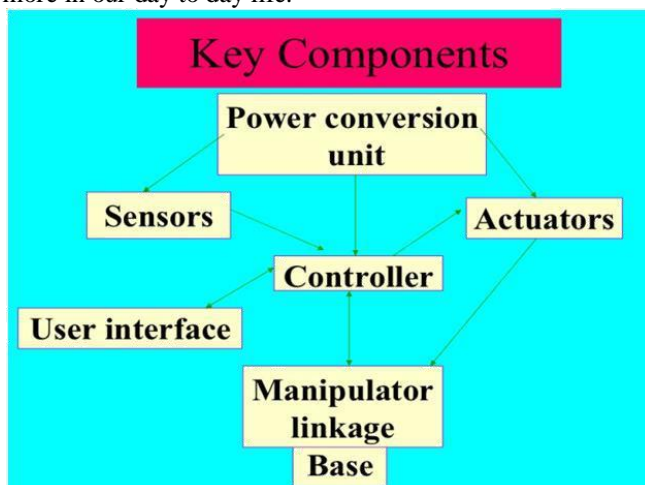 more in our day to day life.
Key Components
Power conversion
unit
Sensors
Actuators
Controller
User interface
Manipulator
linkage
Base